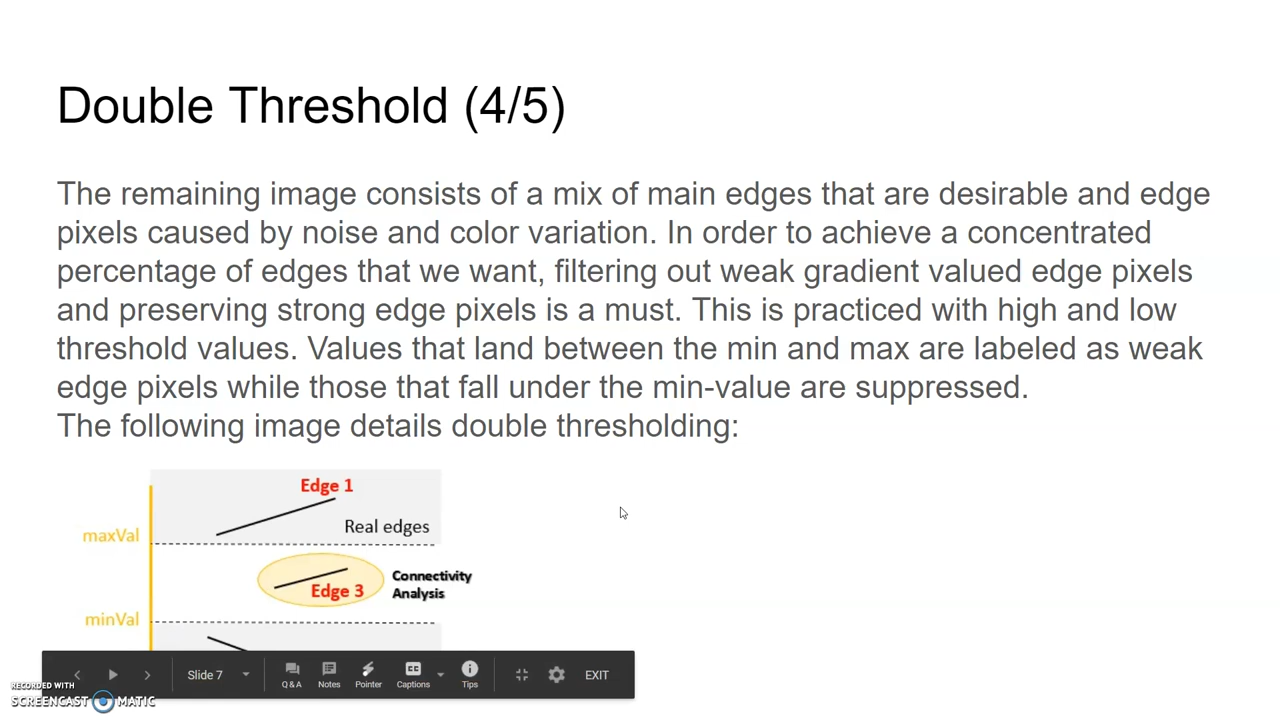 Double Threshold (4/5)
The remaining image consists of a mix of main edges that are desirable and edge
pixels caused by noise and color variation. In order to achieve a concentrated
percentage of edges that we want, filtering out weak gradient valued edge pixels
and preserving strong edge pixels is a must. This is practiced with high and low
threshold values. Values that land between the min and max are labeled as weak
edge pixels while those that fall under the min-value are suppressed.
The following image details double thresholding:
Edge 1
Real edges
maxVal
Connectivity
Analysis
Edge 3
minVal
Slide 7
Q & A
Notes
Pointer
CC
Captions
Tips
EXIT
RECORDED WITH
SCREENCAST MATIC